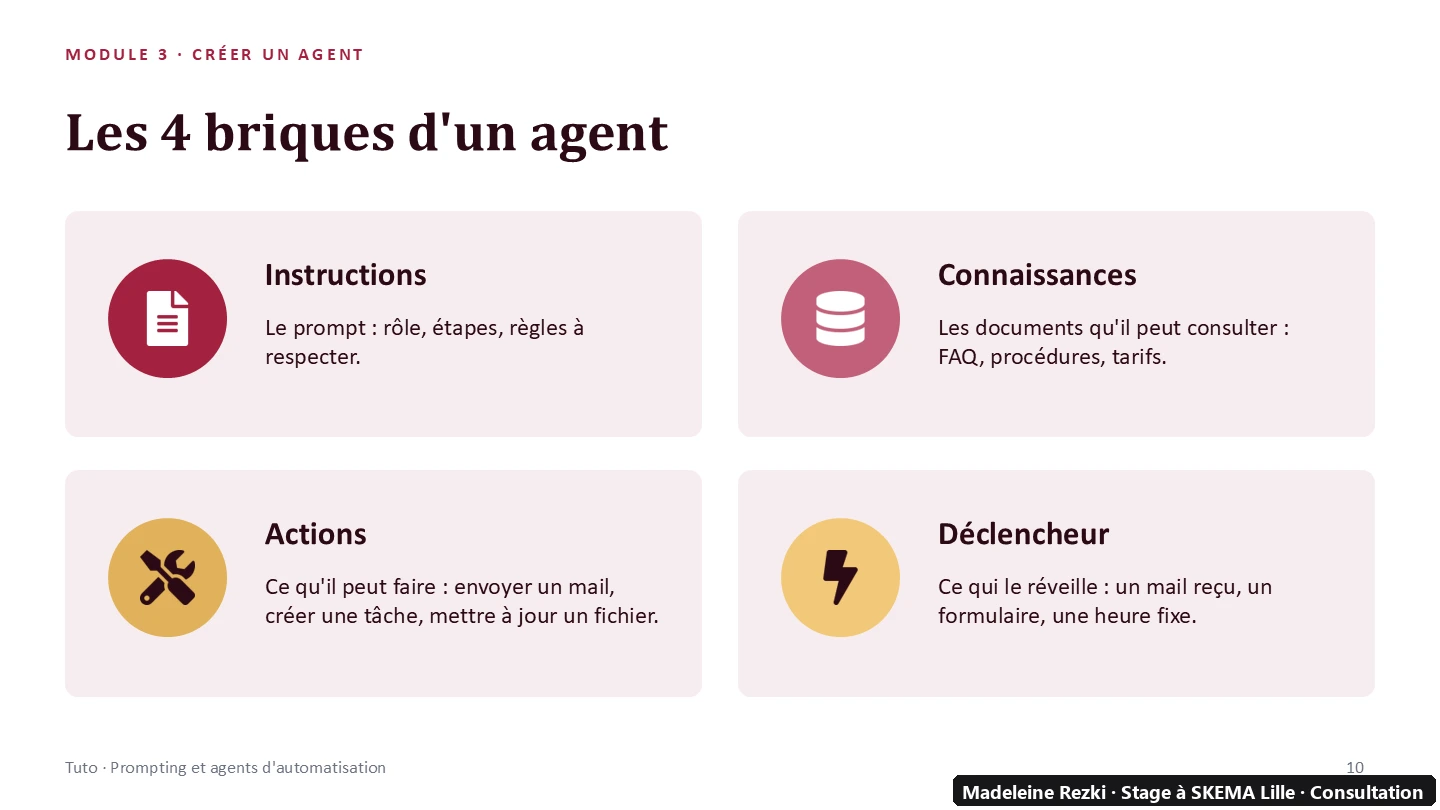 MODULE 3 · CRÉER UN AGENT
Les 4 briques d'un agent
Instructions
Le prompt : rôle, étapes, règles à
respecter.
Connaissances
Les documents qu'il peut consulter :
FAQ, procédures, tarifs.
Actions
Ce qu'il peut faire : envoyer un mail,
créer une tâche, mettre à jour un fichier.
Déclencheur
Ce qui le réveille : un mail reçu, un
formulaire, une heure fixe.
Tuto · Prompting et agents d'automatisation
10
Madeleine Rezki · Stage à SKEMA Lille · Consultation